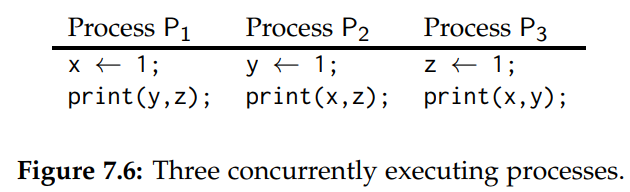 Process P1 Process P2 Process P3
x ← 1; y ← 1; z ← 1;
print(y,z); print(x,z); print(x,y);
Figure 7.6: Three concurrently executing processes.